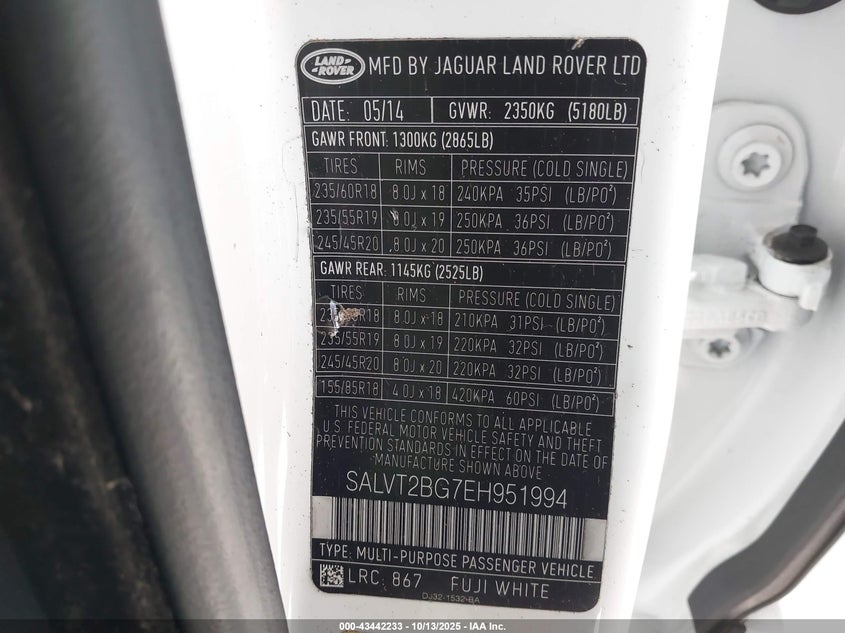 LAND ROVER MFD BY JAGUAR LAND ROVER LTD
DATE: 05/14 GVWR: 2350KG (5180LB)
GAWR FRONT: 1300KG (2865LB)
TIRES RIMS PRESSURE (COLD SINGLE)
235/60R18 8.0J x 18 240KPA 35PSI (LB/PO²)
235/55R19 8.0J x 19 250KPA 36PSI (LB/PO²)
245/45R20 8.0J x 20 250KPA 36PSI (LB/PO²)
GAWR REAR: 1145KG (2525LB)
TIRES RIMS PRESSURE (COLD SINGLE)
8.0J x 18 210KPA 31PSI (LB/PO²)
235/55R19 8.0J x 19 220KPA 32PSI (LB/PO²)
245/45R20 8.0J x 20 220KPA 32PSI (LB/PO²)
155/85R18 4.0J x 18 420KPA 60PSI (LB/PO²)
THIS VEHICLE CONFORMS TO ALL APPLICABLE
U.S. FEDERAL MOTOR VEHICLE SAFETY AND THEFT
PREVENTION STANDARDS IN EFFECT ON THE DATE OF
MANUFACTURE SHOWN ABOVE
SALVT2BG7EH951994
TYPE: MULTI-PURPOSE PASSENGER VEHICLE
LRC: 867 FUJI WHITE
DJ32-1532-BA
000-43442233 - 10/13/2025 - IAA Inc.